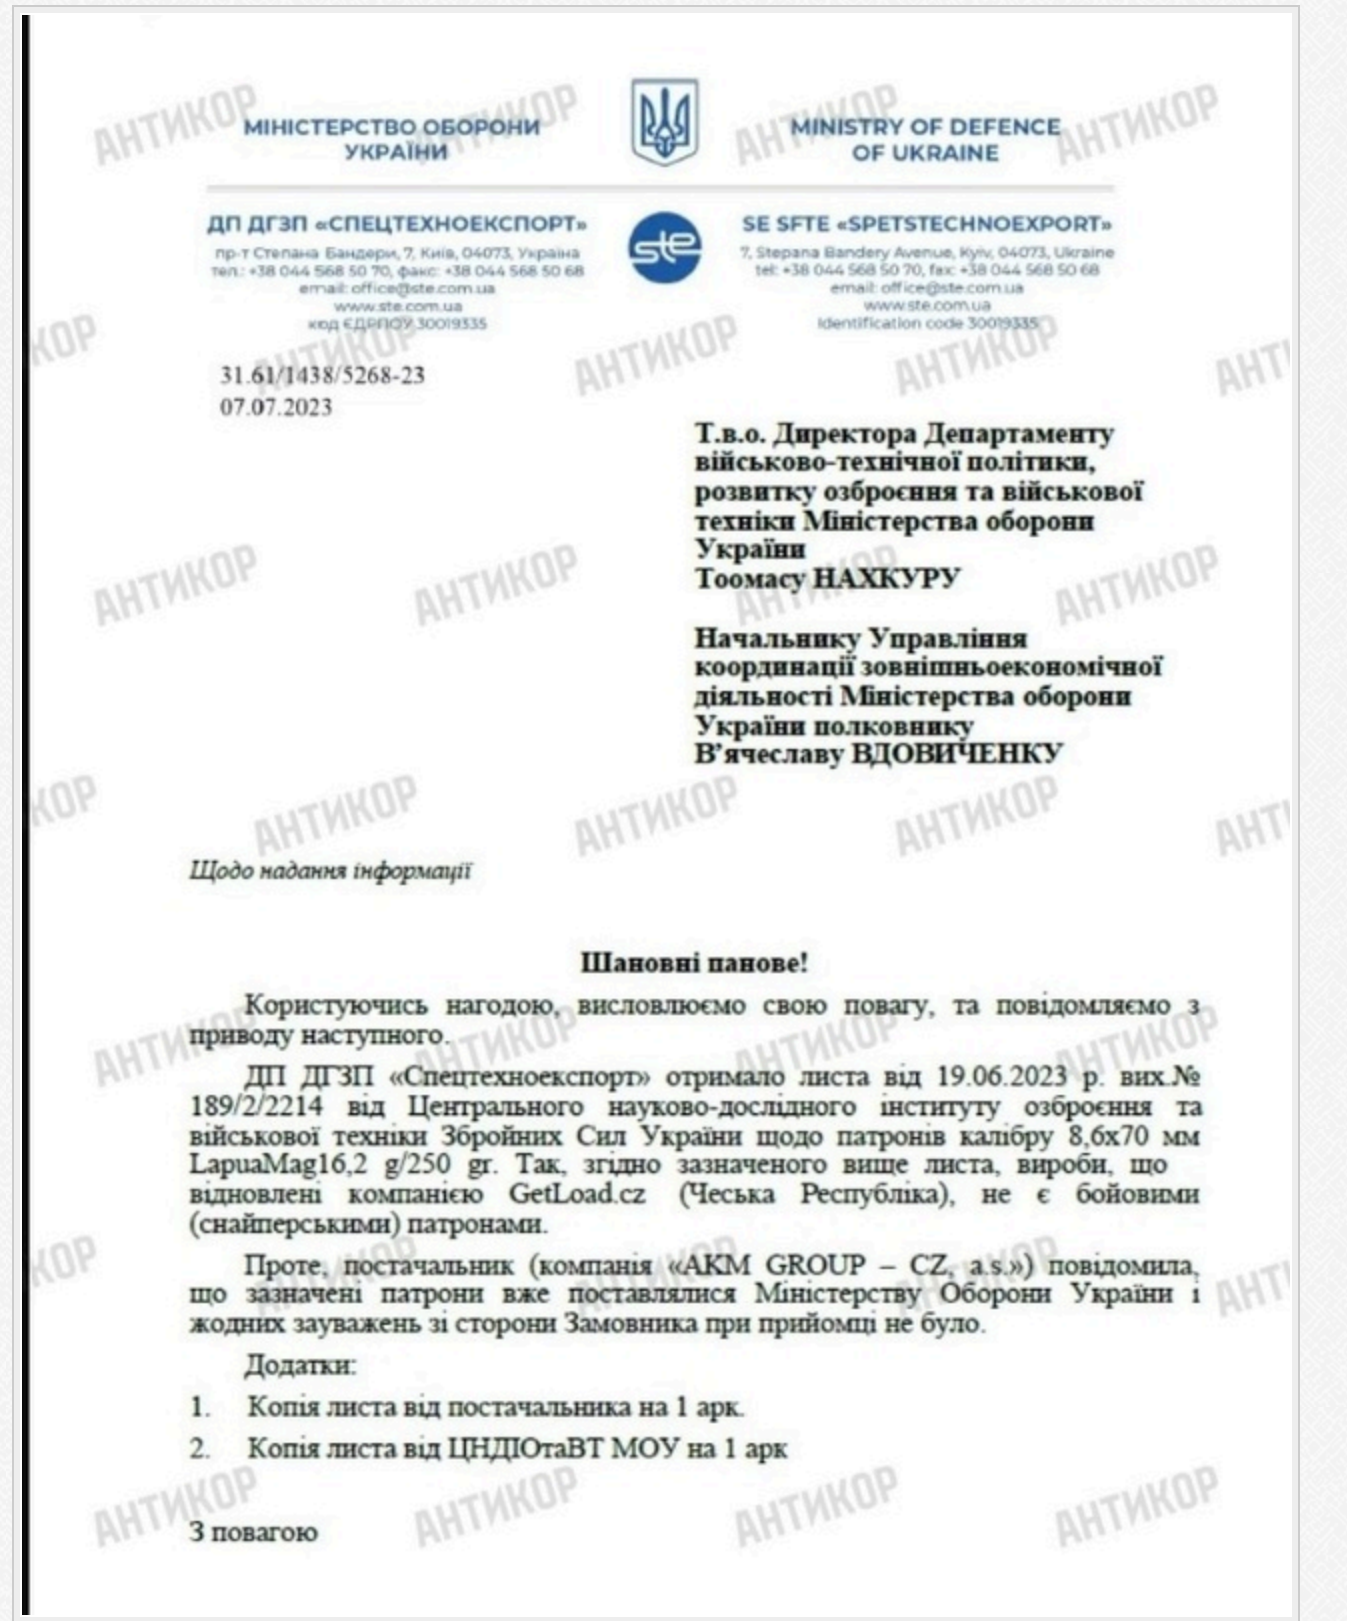 МІНІСТЕРСТВО ОБОРОНИ
УКРАЇНИ
MINISTRY OF DEFENCE
OF UKRAINE
ДП ДГЗП «СПЕЦТЕХНОЕКСПОРТ»
пр-т Степана Бандери, 7, Київ, 04073, Україна
тел.: +38 044 568 50 70, факс: +38 044 568 50 68
email: office@ste.com.ua
www.ste.com.ua
код ЄДРПОУ 30019335
ste
SE SFTE «SPETSTECHNOEXPORT»
7, Stepana Bandery Avenue, Kyiv, 04073, Ukraine
tel: +38 044 568 50 70, fax: +38 044 568 50 68
email: office@ste.com.ua
www.ste.com.ua
Identification code 30019335
31.61/1438/5268-23
07.07.2023
Т.в.о. Директора Департаменту
військово-технічної політики,
розвитку озброєння та військової
техніки Міністерства оборони
України
Тоомасу НАХКУРУ
Начальнику Управління
координації зовнішньоекономічної
діяльності Міністерства оборони
України полковнику
В’ячеславу ВДОВИЧЕНКУ
Щодо надання інформації
Шановні панове!
Користуючись нагодою, висловлюємо свою повагу, та повідомляємо з
приводу наступного.
ДП ДГЗП «Спецтехноекспорт» отримало листа від 19.06.2023 р. вих.№
189/2/2214 від Центрального науково-дослідного інституту озброєння та
військової техніки Збройних Сил України щодо патронів калібру 8,6х70 мм
LapuaMag16,2 g/250 gr. Так, згідно зазначеного вище листа, вироби, що
відновлені компанією GetLoad.cz (Чеська Республіка), не є бойовими
(снайперськими) патронами.
Проте, постачальник (компанія «AKM GROUP – CZ, a.s.») повідомила,
що зазначені патрони вже поставлялися Міністерству Оборони України і
жодних зауважень зі сторони Замовника при прийомці не було.
Додатки:
1. Копія листа від постачальника на 1 арк.
2. Копія листа від ЦНДІОтаВТ МОУ на 1 арк
З повагою
АНТИКОР